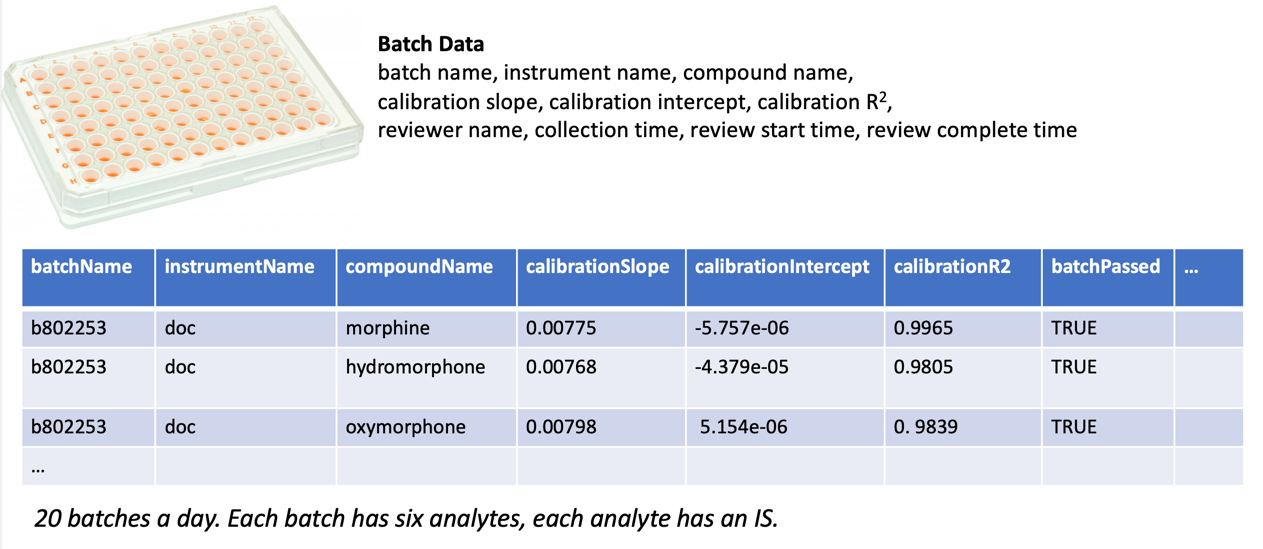 Batch Data
batch name, instrument name, compound name,
calibration slope, calibration intercept, calibration R²,
reviewer name, collection time, review start time, review complete time
batchName instrumentName compoundName calibrationSlope calibrationIntercept calibrationR2 batchPassed ...
b802253 doc morphine 0.00775 -5.757e-06 0.9965 TRUE
b802253 doc hydromorphone 0.00768 -4.379e-05 0.9805 TRUE
b802253 doc oxymorphone 0.00798 5.154e-06 0. 9839 TRUE
...
20 batches a day. Each batch has six analytes, each analyte has an IS.